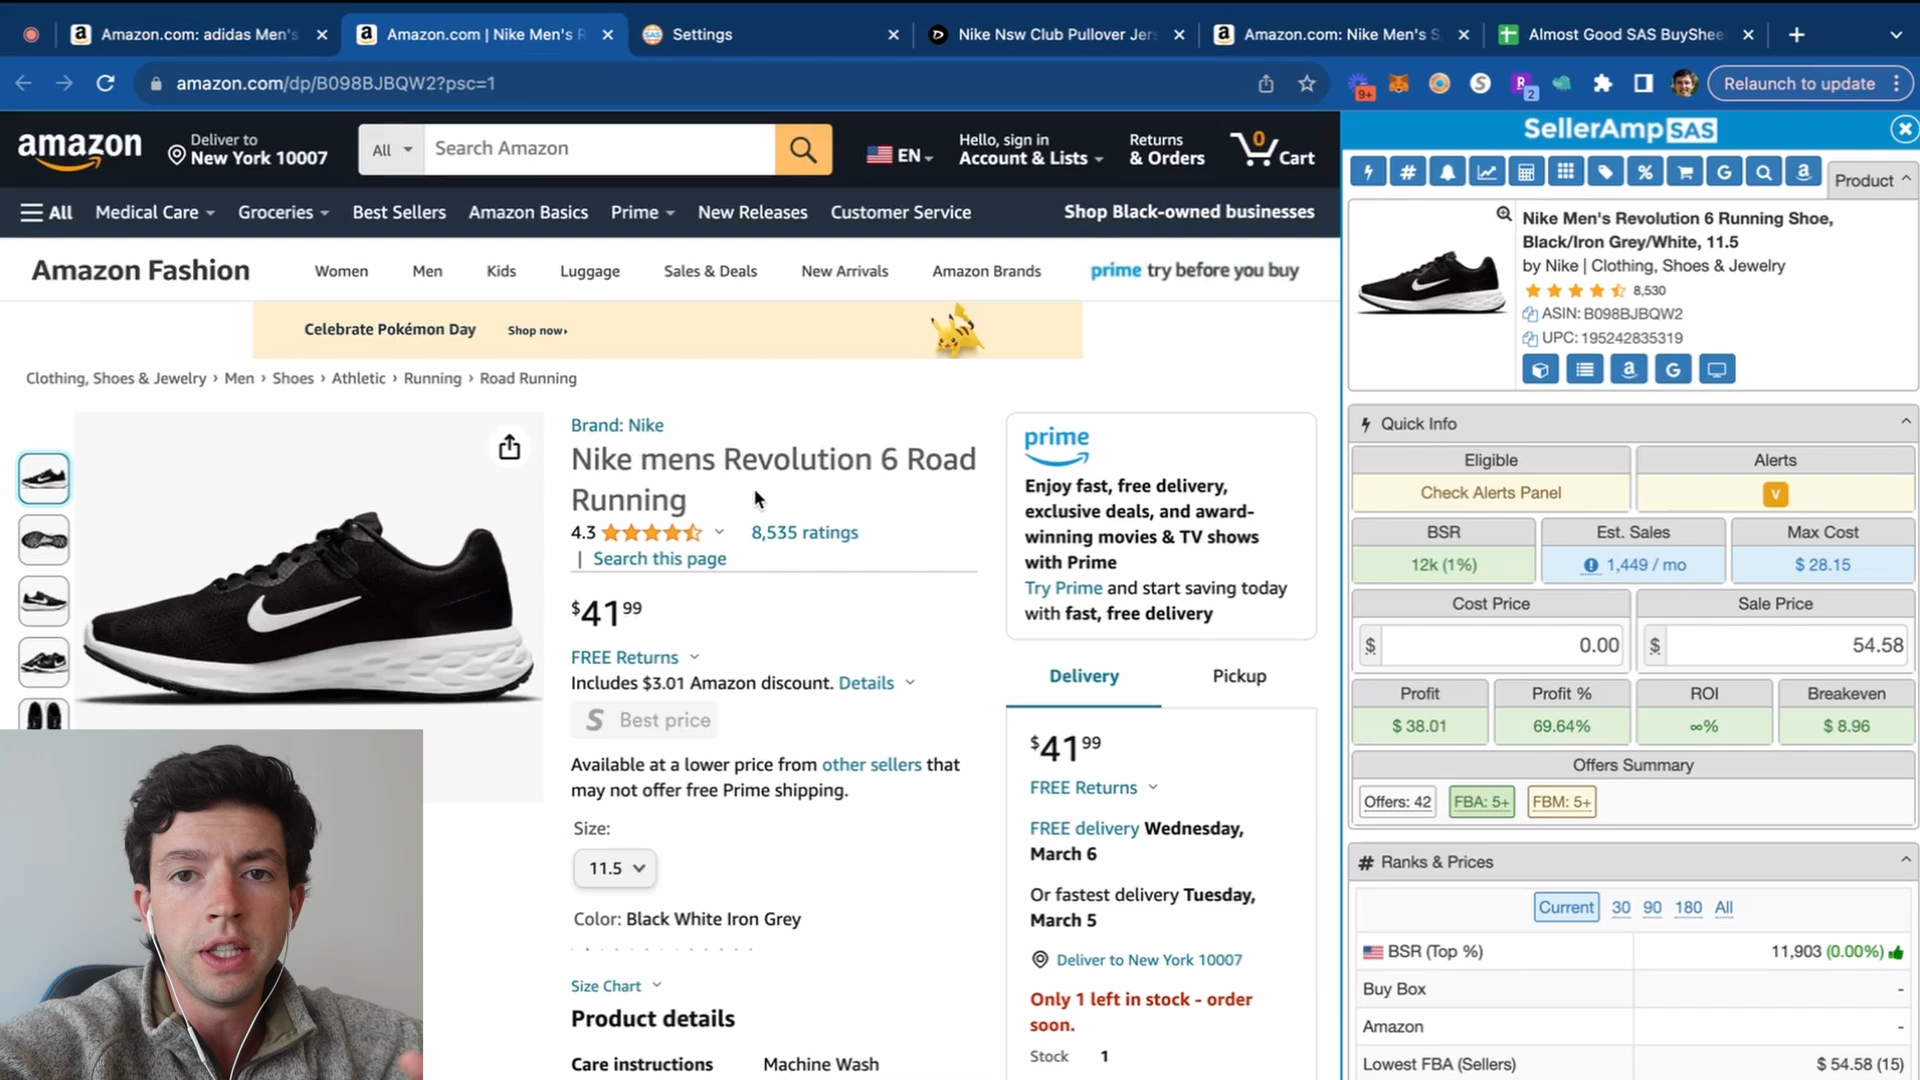 Amazon.com: adidas Men's
Amazon.com | Nike Men's R
Settings
Nike Nsw Club Pullover Jers
Amazon.com: Nike Men's S
Almost Good SAS BuyShee
amazon.com/dp/B098BJBQW2?psc=1
9+
2
Relaunch to update
amazon
Deliver to
New York 10007
All
Search Amazon
EN
Hello, sign in
Account & Lists
Returns
& Orders
0
Cart
All
Medical Care
Groceries
Best Sellers
Amazon Basics
Prime
New Releases
Customer Service
Shop Black-owned businesses
Amazon Fashion
Women
Men
Kids
Luggage
Sales & Deals
New Arrivals
Amazon Brands
prime try before you buy
Celebrate Pokémon Day
Shop now›
Clothing, Shoes & Jewelry › Men › Shoes › Athletic › Running › Road Running
Brand: Nike
Nike mens Revolution 6 Road
Running
4.3
8,535 ratings
| Search this page
$41 99
FREE Returns
Includes $3.01 Amazon discount. Details
S Best price
Available at a lower price from other sellers that
may not offer free Prime shipping.
Size:
11.5
Color: Black White Iron Grey
Size Chart
Product details
Care instructions Machine Wash
prime
Enjoy fast, free delivery,
exclusive deals, and award-
winning movies & TV shows
with Prime
Try Prime and start saving today
with fast, free delivery
Delivery
Pickup
$41 99
FREE Returns
FREE delivery Wednesday,
March 6
Or fastest delivery Tuesday,
March 5
Deliver to New York 10007
Only 1 left in stock - order
soon.
Stock 1
SellerAmp SAS
Product
Nike Men's Revolution 6 Running Shoe,
Black/Iron Grey/White, 11.5
by Nike | Clothing, Shoes & Jewelry
8,530
ASIN: B098BJBQW2
UPC: 195242835319
Quick Info
Eligible
Alerts
Check Alerts Panel
V
BSR
Est. Sales
Max Cost
12k (1%)
1,449 / mo
$ 28.15
Cost Price
Sale Price
$ 0.00
$ 54.58
Profit
Profit %
ROI
Breakeven
$ 38.01
69.64%
∞%
$ 8.96
Offers Summary
Offers: 42
FBA: 5+
FBM: 5+
# Ranks & Prices
Current
30
90
180
All
BSR (Top %)
11,903 (0.00%)
Buy Box
-
Amazon
-
Lowest FBA (Sellers)
$ 54.58 (15)